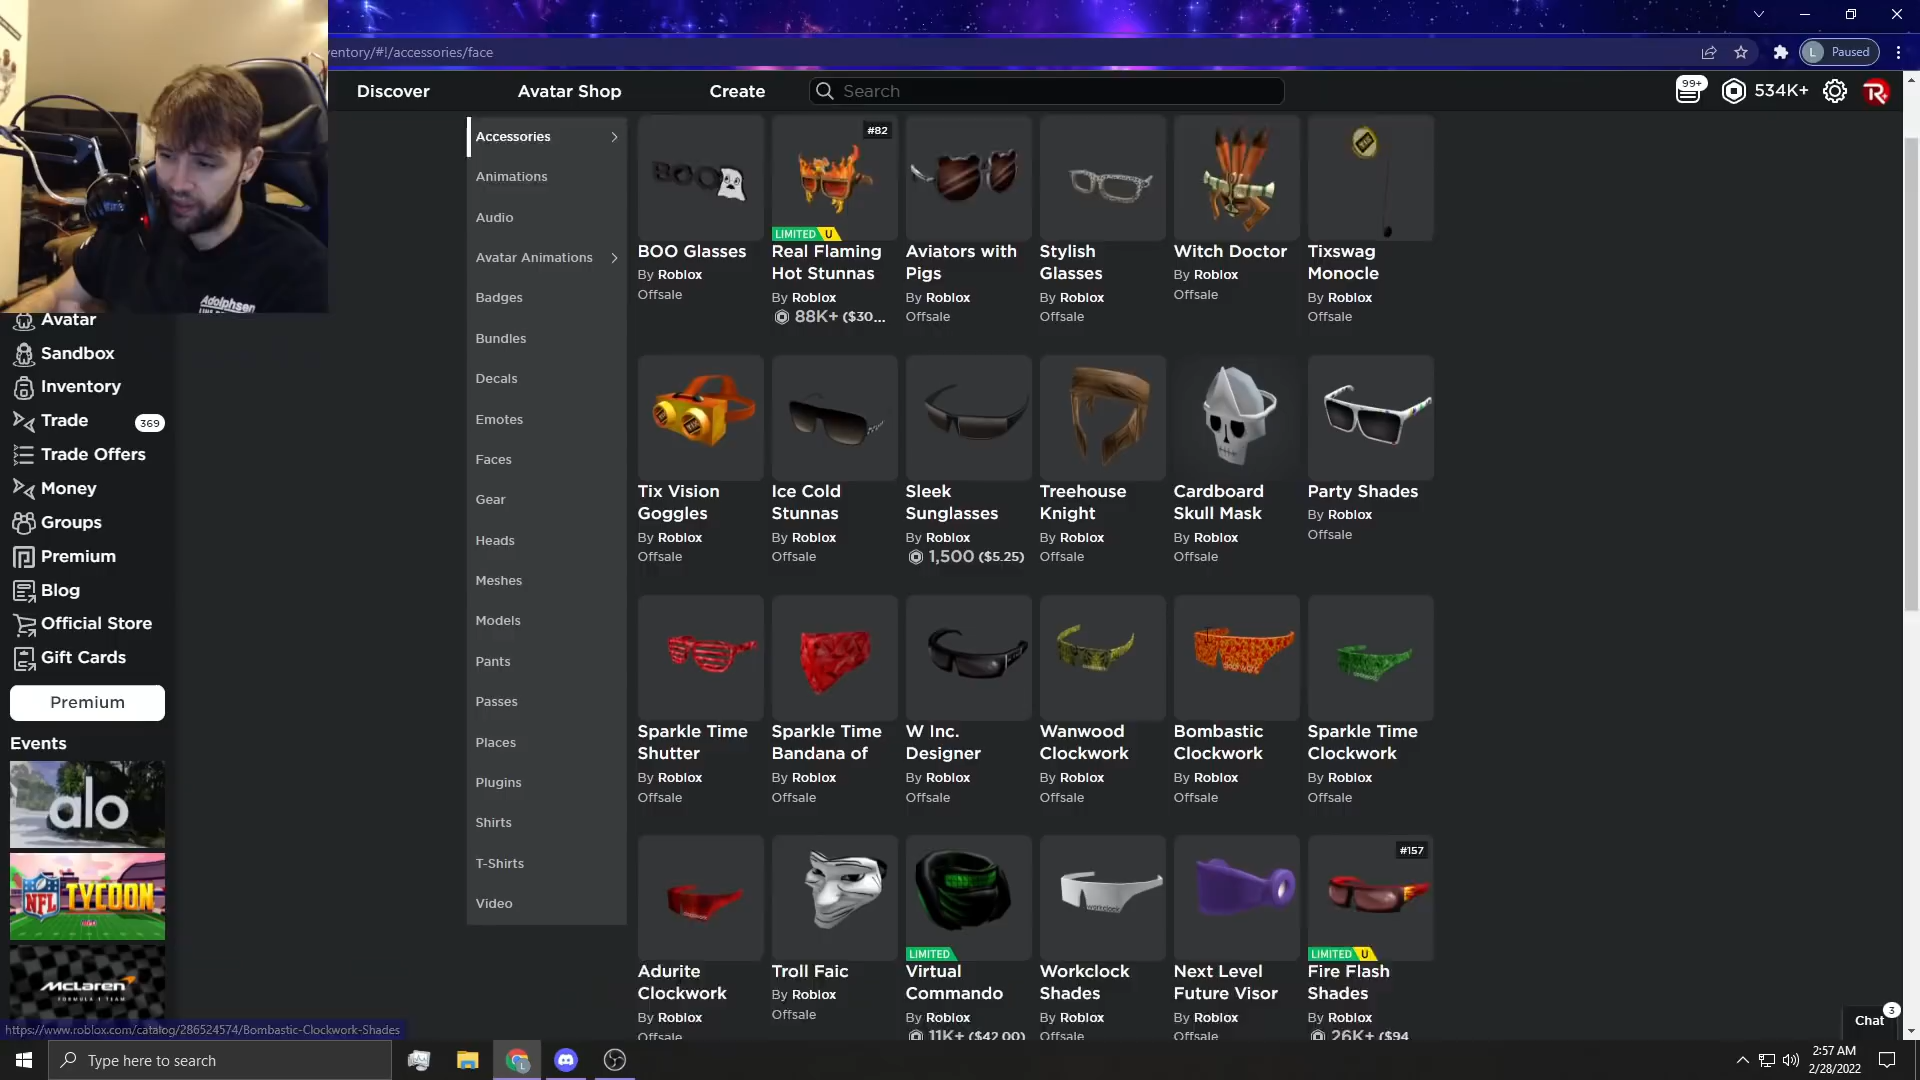 ventory/#!/accessories/face
L Paused
Discover
Avatar Shop
Create
Search
99+
534K+
Accessories
Animations
Audio
Avatar Animations
Badges
Bundles
Decals
Emotes
Faces
Gear
Heads
Meshes
Models
Pants
Passes
Places
Plugins
Shirts
T-Shirts
Video
Adolphsen
Avatar
Sandbox
Inventory
Trade 369
Trade Offers
Money
Groups
Premium
Blog
Official Store
Gift Cards
Premium
Events
alo
NFL TYCOON
McLaren
FORMULA 1 TEAM
BOO
BOO Glasses
By Roblox
Offsale
#82
LIMITED U
Real Flaming
Hot Stunnas
By Roblox
88K+ ($30...
Aviators with
Pigs
By Roblox
Offsale
Stylish
Glasses
By Roblox
Offsale
Witch Doctor
By Roblox
Offsale
Tixswag
Monocle
By Roblox
Offsale
Tix Vision
Goggles
By Roblox
Offsale
Ice Cold
Stunnas
By Roblox
Offsale
Sleek
Sunglasses
By Roblox
1,500 ($5.25)
Treehouse
Knight
By Roblox
Offsale
Cardboard
Skull Mask
By Roblox
Offsale
Party Shades
By Roblox
Offsale
Sparkle Time
Shutter
By Roblox
Offsale
Sparkle Time
Bandana of
By Roblox
Offsale
W Inc.
Designer
By Roblox
Offsale
Wanwood
Clockwork
By Roblox
Offsale
Bombastic
Clockwork
By Roblox
Offsale
Sparkle Time
Clockwork
By Roblox
Offsale
Adurite
Clockwork
By Roblox
Offsale
Troll Faic
By Roblox
Offsale
LIMITED
Virtual
Commando
By Roblox
11K+ ($42.00)
workclock
Workclock
Shades
By Roblox
Offsale
Next Level
Future Visor
By Roblox
Offsale
#157
LIMITED U
Fire Flash
Shades
By Roblox
26K+ ($94
Chat 3
https://www.roblox.com/catalog/286524574/Bombastic-Clockwork-Shades
Type here to search
2:57 AM
2/28/2022